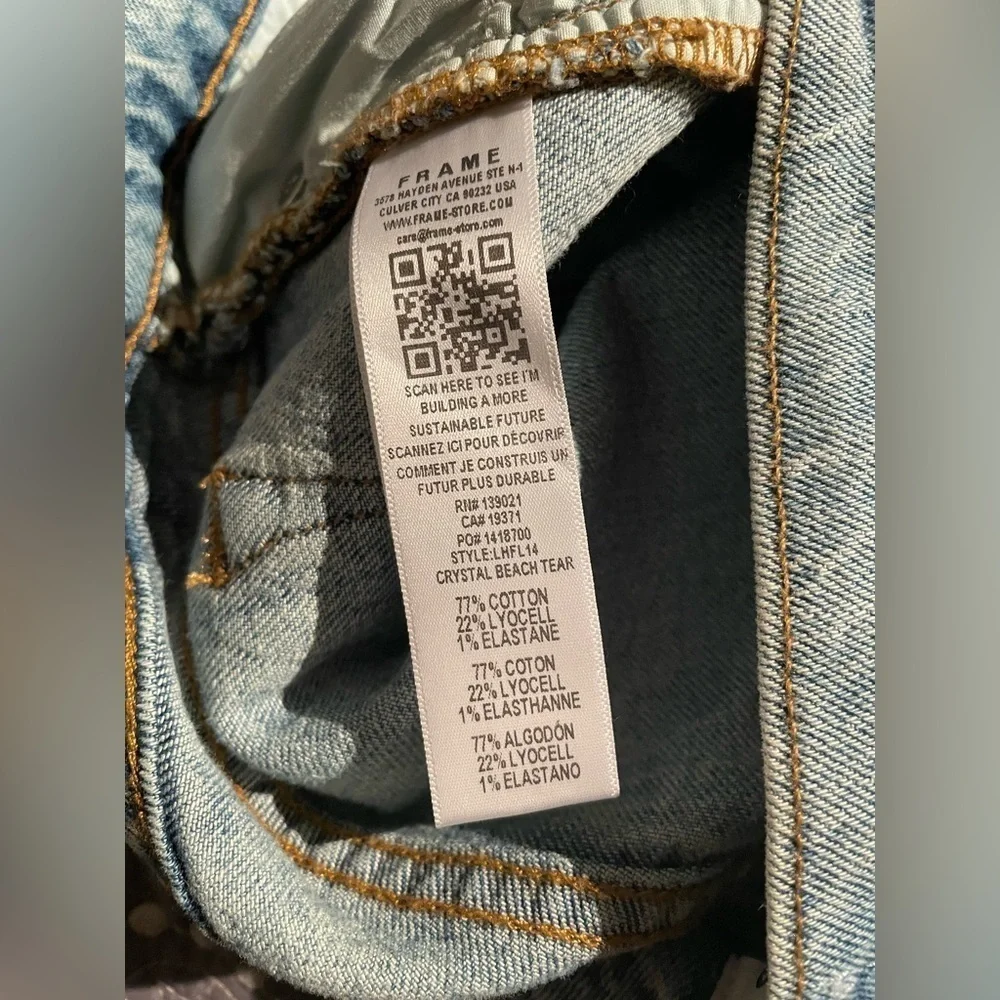 FRAME
3578 HAYDEN AVENUE STE N-1
CULVER CITY CA 90232 USA
WWW.FRAME-STORE.COM
care@frame-store.com
SCAN HERE TO SEE I'M
BUILDING A MORE
SUSTAINABLE FUTURE
SCANNEZ ICI POUR DÉCOVRIR
COMMENT JE CONSTRUIS UN
FUTUR PLUS DURABLE
RN# 139021
CA# 19371
PO# 1418700
STYLE:LHFL14
CRYSTAL BEACH TEAR
77% COTTON
22% LYOCELL
1% ELASTANE
77% COTON
22% LYOCELL
1% ELASTHANNE
77% ALGODÓN
22% LYOCELL
1% ELASTANO